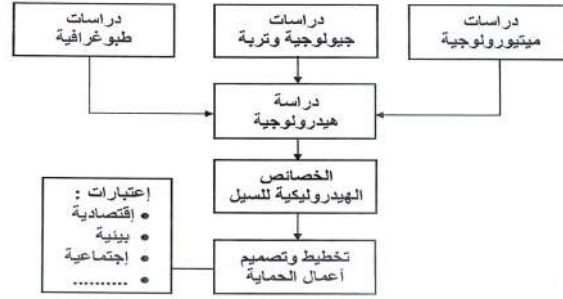 دراسات
ميتيورولوجية
دراسات
جيولوجية وتربة
دراسات
طبوغرافية
دراسة
هيدرولوجية
الخصائص
الهيدروليكية للسيل
إعتبارات :
• إقتصادية
• بيئية
• إجتماعية
• ..........
تخطيط وتصميم
أعمال الحماية